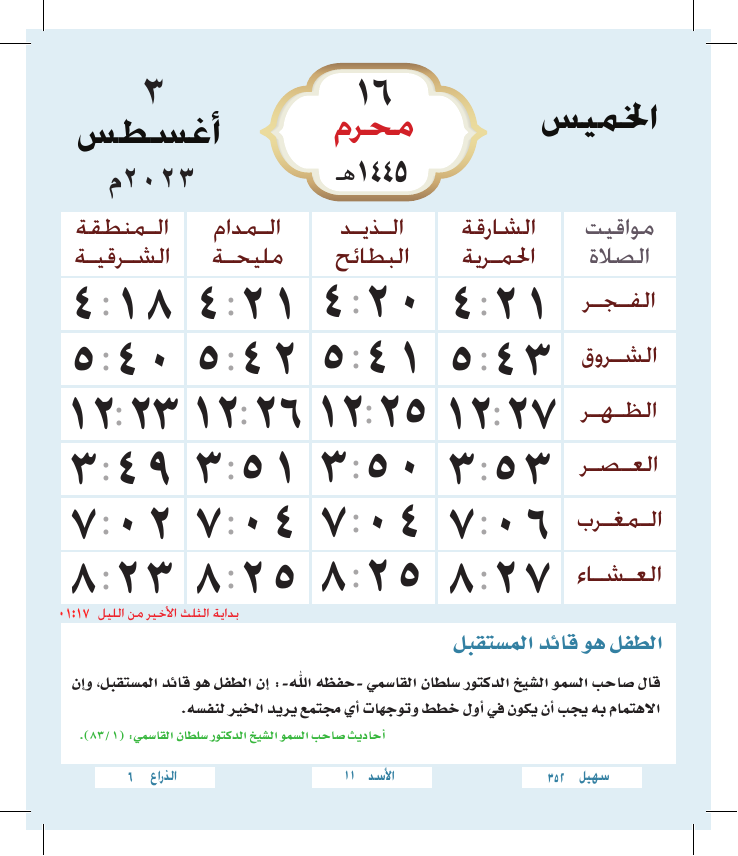 الخميس
١٦
محرم
١٤٤٥هـ
٣
أغسطس
٢٠٢٣م
مواقيت الصلاة | الشارقة الحمرية | الذيد البطائح | المدام مليحة | المنطقة الشرقية
الفجر ٤:٢١ ٤:٢٠ ٤:٢١ ٤:١٨
الشروق ٥:٤٣ ٥:٤١ ٥:٤٢ ٥:٤٠
الظهر ١٢:٢٧ ١٢:٢٥ ١٢:٢٦ ١٢:٢٣
العصر ٣:٥٣ ٣:٥٠ ٣:٥١ ٣:٤٩
المغرب ٧:٠٦ ٧:٠٤ ٧:٠٤ ٧:٠٢
العشاء ٨:٢٧ ٨:٢٥ ٨:٢٥ ٨:٢٣
بداية الثلث الأخير من الليل ٠١:١٧
الطفل هو قائد المستقبل
قال صاحب السمو الشيخ الدكتور سلطان القاسمي -حفظه الله-: إن الطفل هو قائد المستقبل، وإن
الاهتمام به يجب أن يكون في أول خطط وتوجهات أي مجتمع يريد الخير لنفسه.
أحاديث صاحب السمو الشيخ الدكتور سلطان القاسمي: (٨٣/١).
سهيل ٣٥٢
الأسد ١١
الذراع ٦